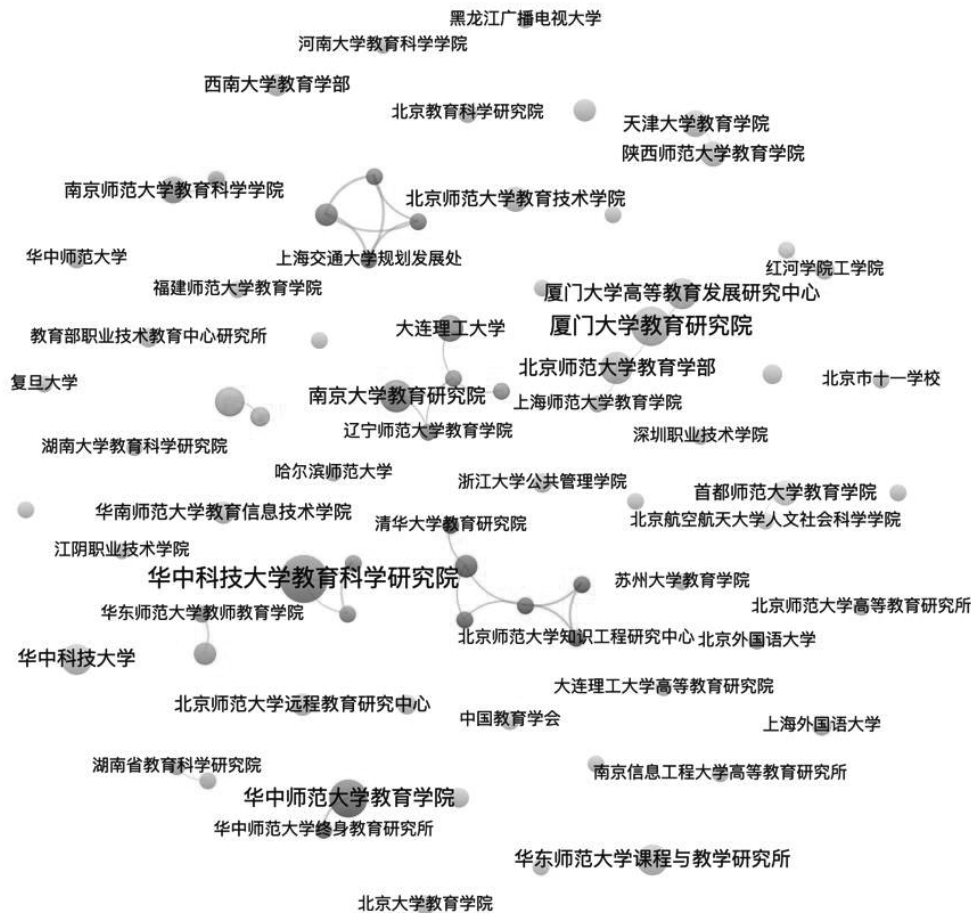 黑龙江广播电视大学
河南大学教育科学学院
西南大学教育学部
北京教育科学研究院
天津大学教育学院
陕西师范大学教育学院
南京师范大学教育科学学院
北京师范大学教育技术学院
华中师范大学
上海交通大学规划发展处
红河学院工学院
福建师范大学教育学院
厦门大学高等教育发展研究中心
大连理工大学
厦门大学教育研究院
教育部职业技术教育中心研究所
北京师范大学教育学部
复旦大学
北京市十一学校
南京大学教育研究院
上海师范大学教育学院
辽宁师范大学教育学院
深圳职业技术学院
湖南大学教育科学研究院
哈尔滨师范大学
浙江大学公共管理学院
首都师范大学教育学院
华南师范大学教育信息技术学院
清华大学教育研究院
北京航空航天大学人文社会科学学院
江阴职业技术学院
华中科技大学教育科学研究院
苏州大学教育学院
华东师范大学教师教育学院
北京师范大学高等教育研究所
北京师范大学知识工程研究中心
北京外国语大学
华中科技大学
大连理工大学高等教育研究院
北京师范大学远程教育研究中心
中国教育学会
上海外国语大学
湖南省教育科学研究院
南京信息工程大学高等教育研究所
华中师范大学教育学院
华中师范大学终身教育研究所
华东师范大学课程与教学研究所
北京大学教育学院